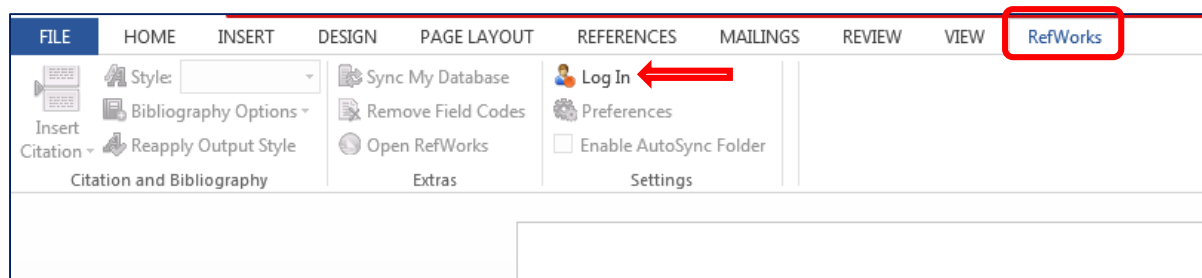 FILE HOME INSERT DESIGN PAGE LAYOUT REFERENCES MAILINGS REVIEW VIEW RefWorks
Insert Citation
Style:
Bibliography Options
Reapply Output Style
Citation and Bibliography
Sync My Database
Remove Field Codes
Open RefWorks
Extras
Log In
Preferences
Enable AutoSync Folder
Settings